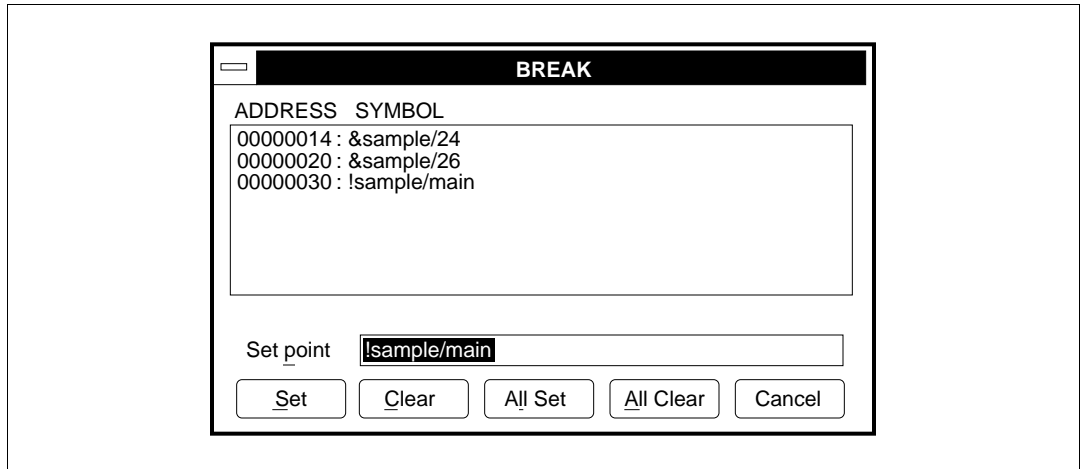 BREAK
ADDRESS SYMBOL
00000014 : &sample/24
00000020 : &sample/26
00000030 : !sample/main
Set point !sample/main
Set Clear All Set All Clear Cancel